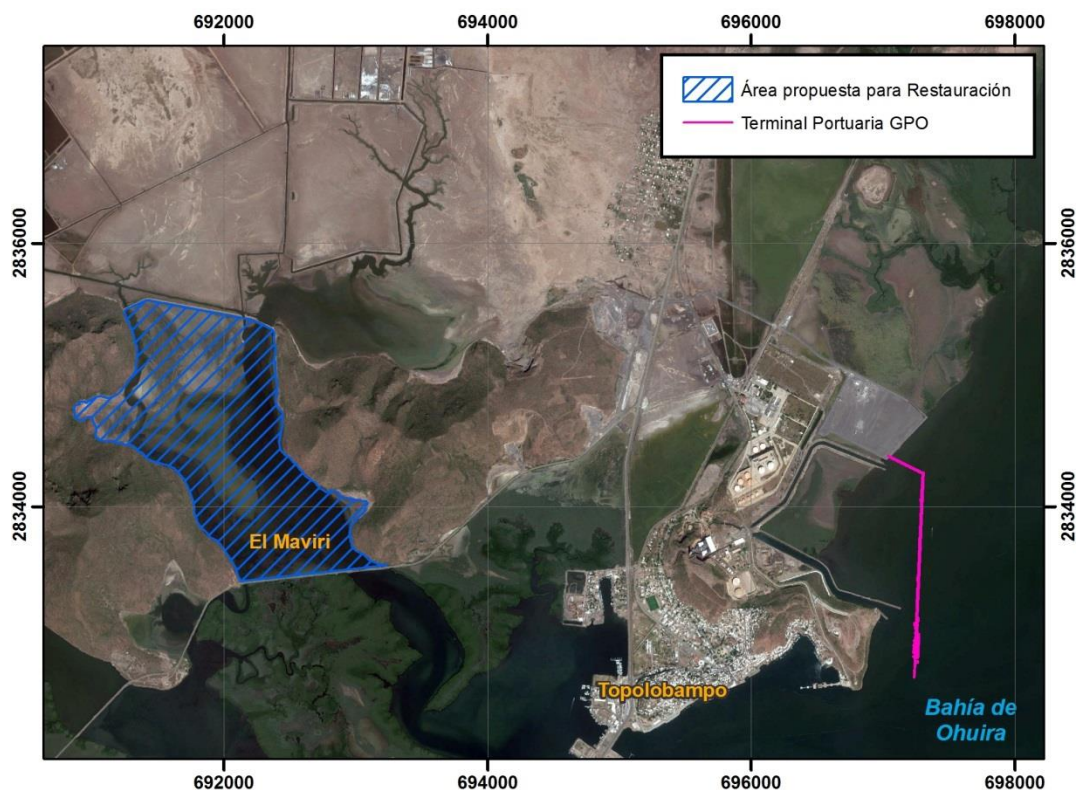 692000 694000 696000 698000
Área propuesta para Restauración
Terminal Portuaria GPO
2836000 2836000
2834000 2834000
El Maviri
Topolobampo
Bahía de
Ohuira
692000 694000 696000 698000